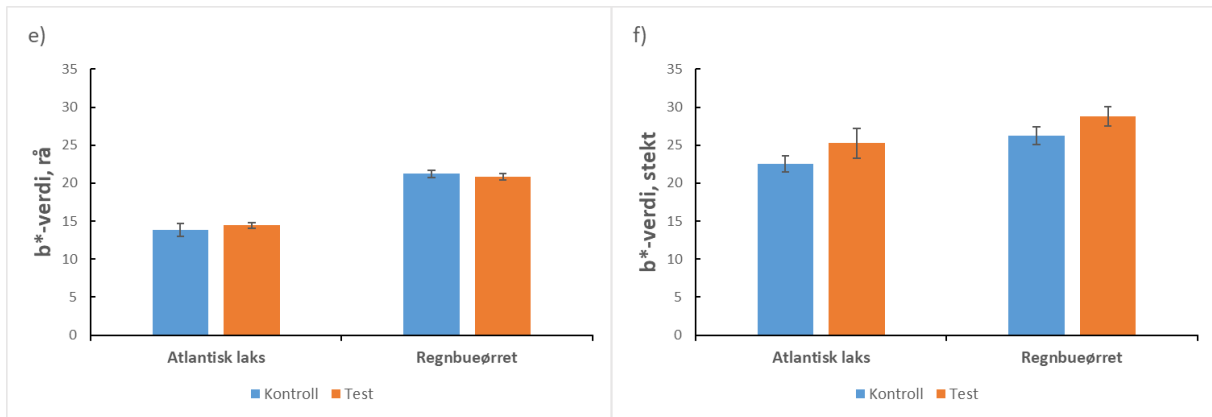 e)
35
30
25
20
15
10
5
0
b*-verdi, rå
Atlantisk laks Regnbueørret
Kontroll Test
f)
35
30
25
20
15
10
5
0
b*-verdi, stekt
Atlantisk laks Regnbueørret
Kontroll Test